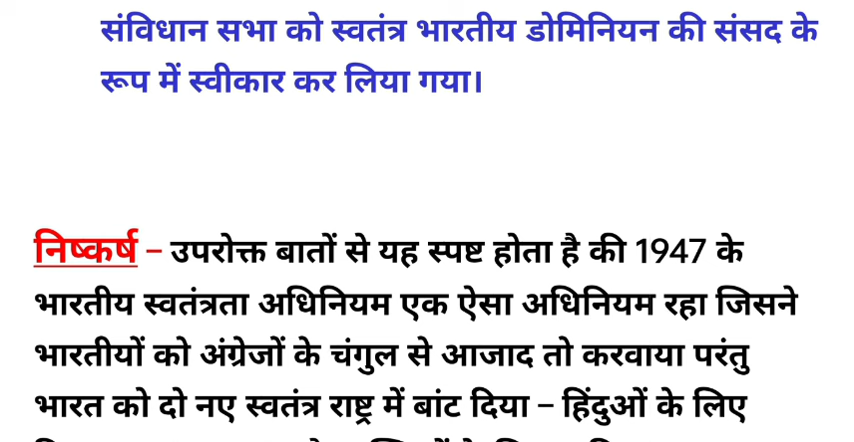 संविधान सभा को स्वतंत्र भारतीय डोमिनियन की संसद के
रूप में स्वीकार कर लिया गया।
निष्कर्ष – उपरोक्त बातों से यह स्पष्ट होता है की 1947 के
भारतीय स्वतंत्रता अधिनियम एक ऐसा अधिनियम रहा जिसने
भारतीयों को अंग्रेजों के चंगुल से आजाद तो करवाया परंतु
भारत को दो नए स्वतंत्र राष्ट्र में बांट दिया – हिंदुओं के लिए